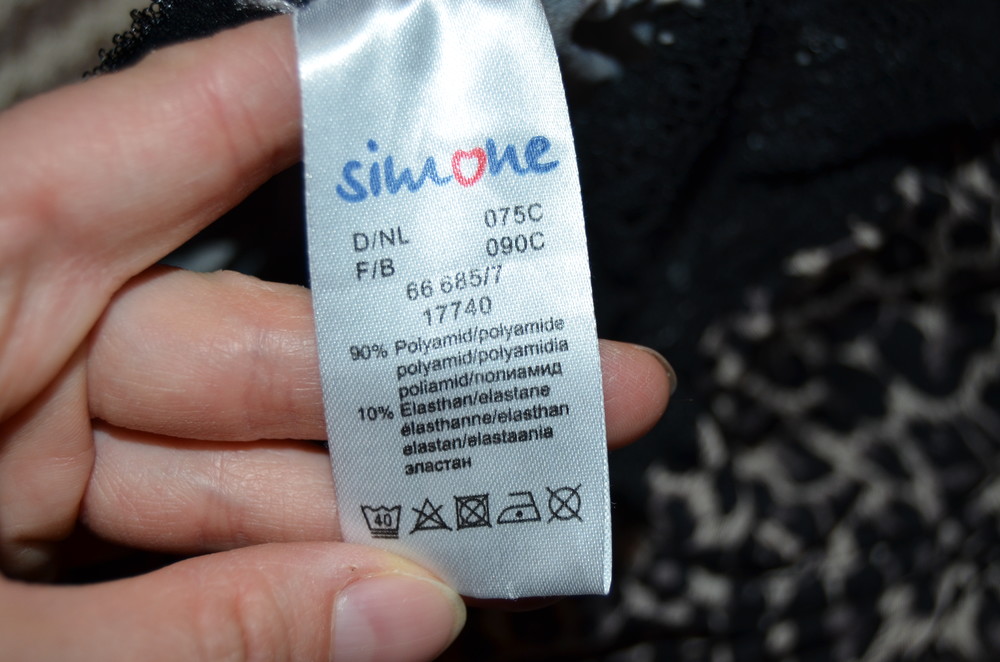 simone
D/NL 075C
F/B 090C
66 685/7
17740
90% Polyamid/polyamide
polyamid/polyamidia
poliamid/полиамид
10% Elasthan/elastane
élasthanne/elasthan
elastan/elastaania
эластан
40